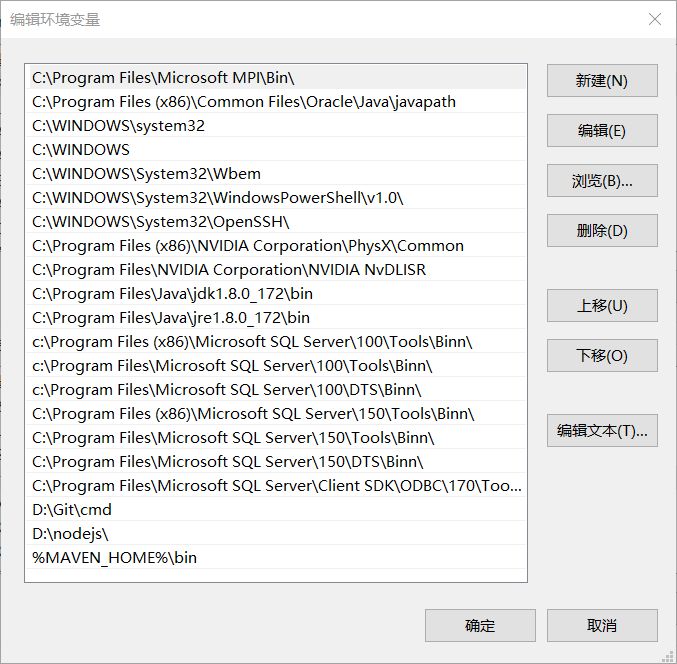 编辑环境变量
C:\Program Files\Microsoft MPI\Bin\
C:\Program Files (x86)\Common Files\Oracle\Java\javapath
C:\WINDOWS\system32
C:\WINDOWS
C:\WINDOWS\System32\Wbem
C:\WINDOWS\System32\WindowsPowerShell\v1.0\
C:\WINDOWS\System32\OpenSSH\
C:\Program Files (x86)\NVIDIA Corporation\PhysX\Common
C:\Program Files\NVIDIA Corporation\NVIDIA NvDLISR
C:\Program Files\Java\jdk1.8.0_172\bin
C:\Program Files\Java\jre1.8.0_172\bin
c:\Program Files (x86)\Microsoft SQL Server\100\Tools\Binn\
c:\Program Files\Microsoft SQL Server\100\Tools\Binn\
c:\Program Files\Microsoft SQL Server\100\DTS\Binn\
C:\Program Files (x86)\Microsoft SQL Server\150\Tools\Binn\
C:\Program Files\Microsoft SQL Server\150\Tools\Binn\
C:\Program Files\Microsoft SQL Server\150\DTS\Binn\
C:\Program Files\Microsoft SQL Server\Client SDK\ODBC\170\Too...
D:\Git\cmd
D:\nodejs\
%MAVEN_HOME%\bin
新建(N)
编辑(E)
浏览(B)...
删除(D)
上移(U)
下移(O)
编辑文本(T)...
确定
取消